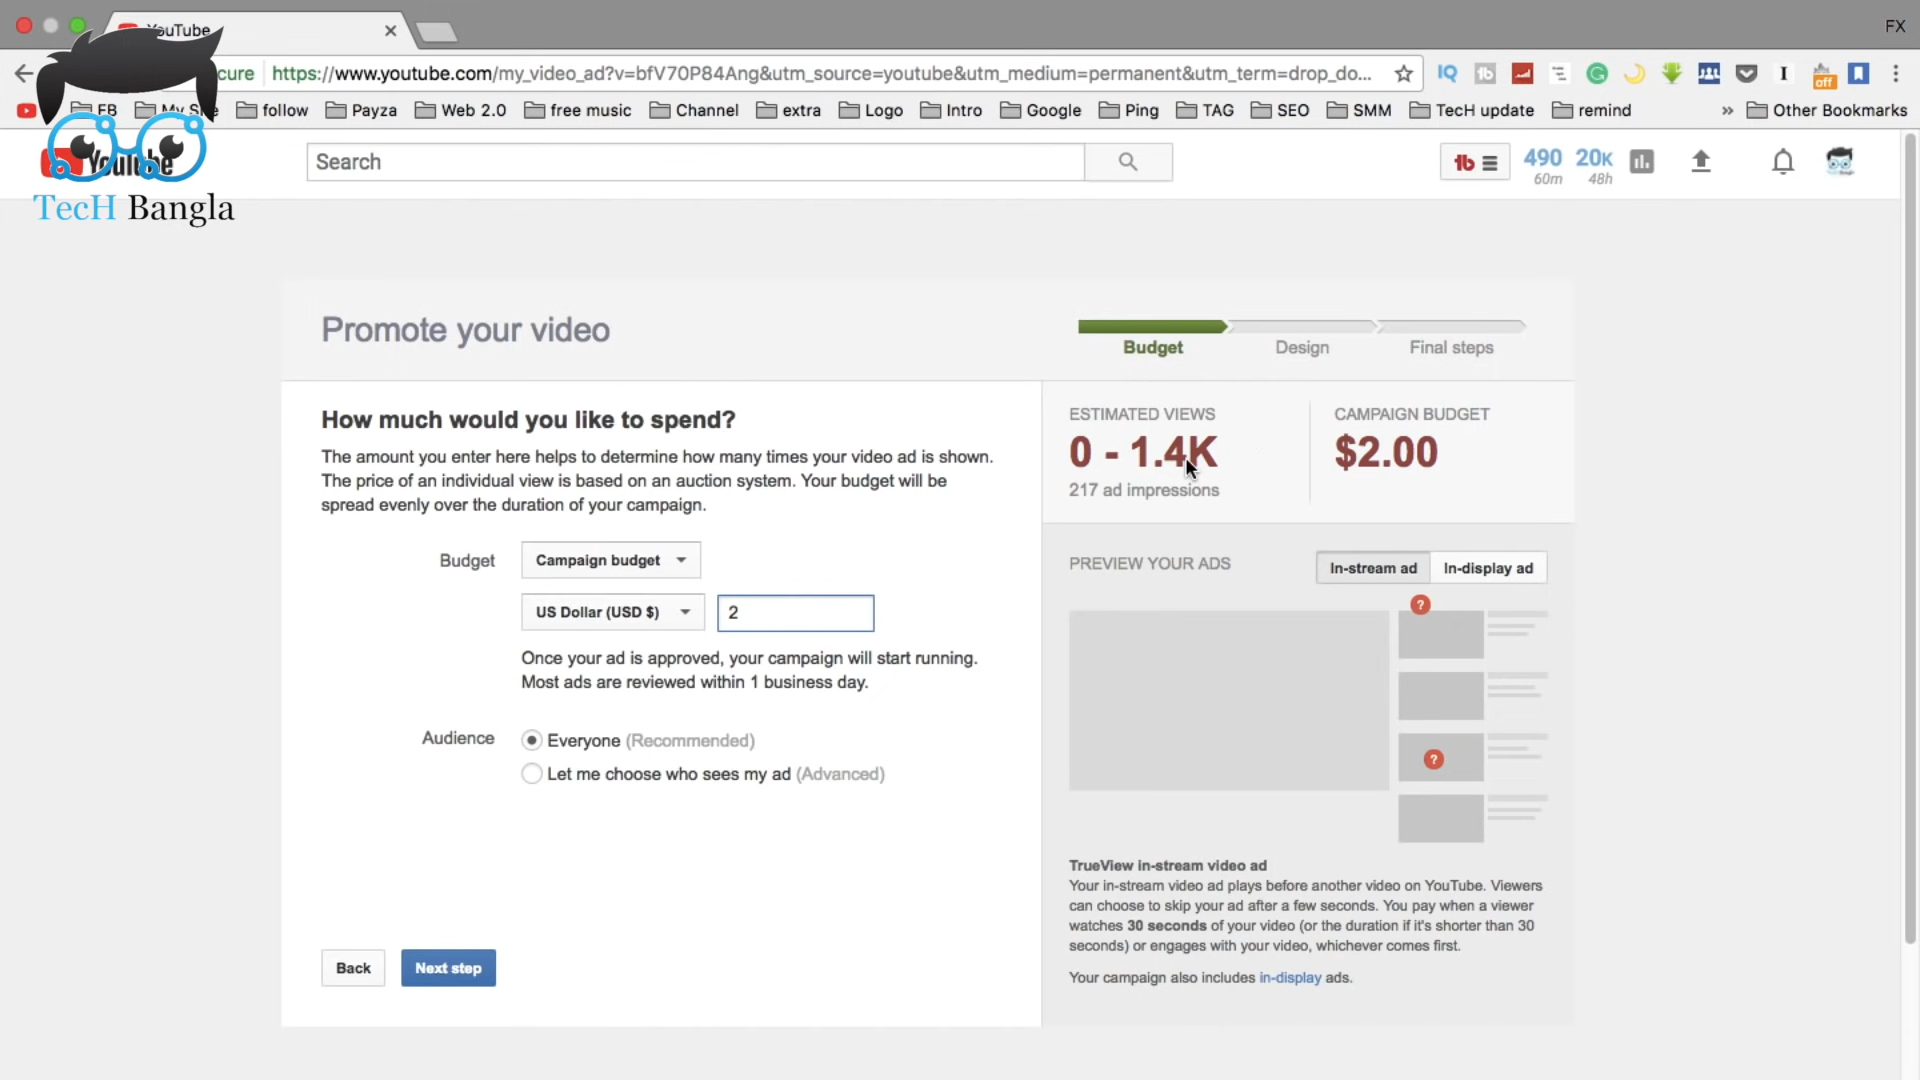 YouTube
FX
cure
https://www.youtube.com/my_video_ad?v=bfV70P84Ang&utm_source=youtube&utm_medium=permanent&utm_term=drop_do...
IQ
off
FB
My Site
follow
Payza
Web 2.0
free music
Channel
extra
Logo
Intro
Google
Ping
TAG
SEO
SMM
TecH update
remind
»
Other Bookmarks
YouTube
Search
490
60m
20K
48h
TecH Bangla
Promote your video
Budget
Design
Final steps
How much would you like to spend?
The amount you enter here helps to determine how many times your video ad is shown.
The price of an individual view is based on an auction system. Your budget will be
spread evenly over the duration of your campaign.
Budget
Campaign budget
US Dollar (USD $)
2
Once your ad is approved, your campaign will start running.
Most ads are reviewed within 1 business day.
Audience
Everyone (Recommended)
Let me choose who sees my ad (Advanced)
Back
Next step
ESTIMATED VIEWS
0 - 1.4K
217 ad impressions
CAMPAIGN BUDGET
$2.00
PREVIEW YOUR ADS
In-stream ad
In-display ad
?
?
TrueView in-stream video ad
Your in-stream video ad plays before another video on YouTube. Viewers
can choose to skip your ad after a few seconds. You pay when a viewer
watches 30 seconds of your video (or the duration if it's shorter than 30
seconds) or engages with your video, whichever comes first.
Your campaign also includes in-display ads.